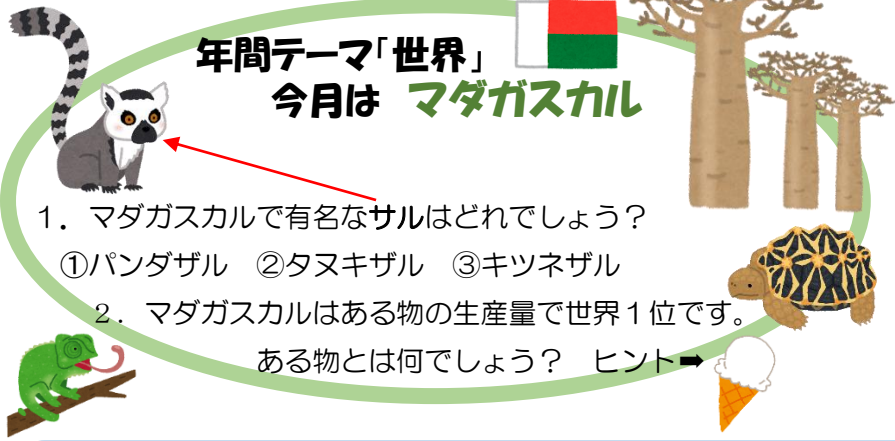 年間テーマ「世界」
今月は　マダガスカル
１．マダガスカルで有名なサルはどれでしょう？
①パンダザル　②タヌキザル　③キツネザル
２．マダガスカルはある物の生産量で世界１位です。
ある物とは何でしょう？　ヒント➡